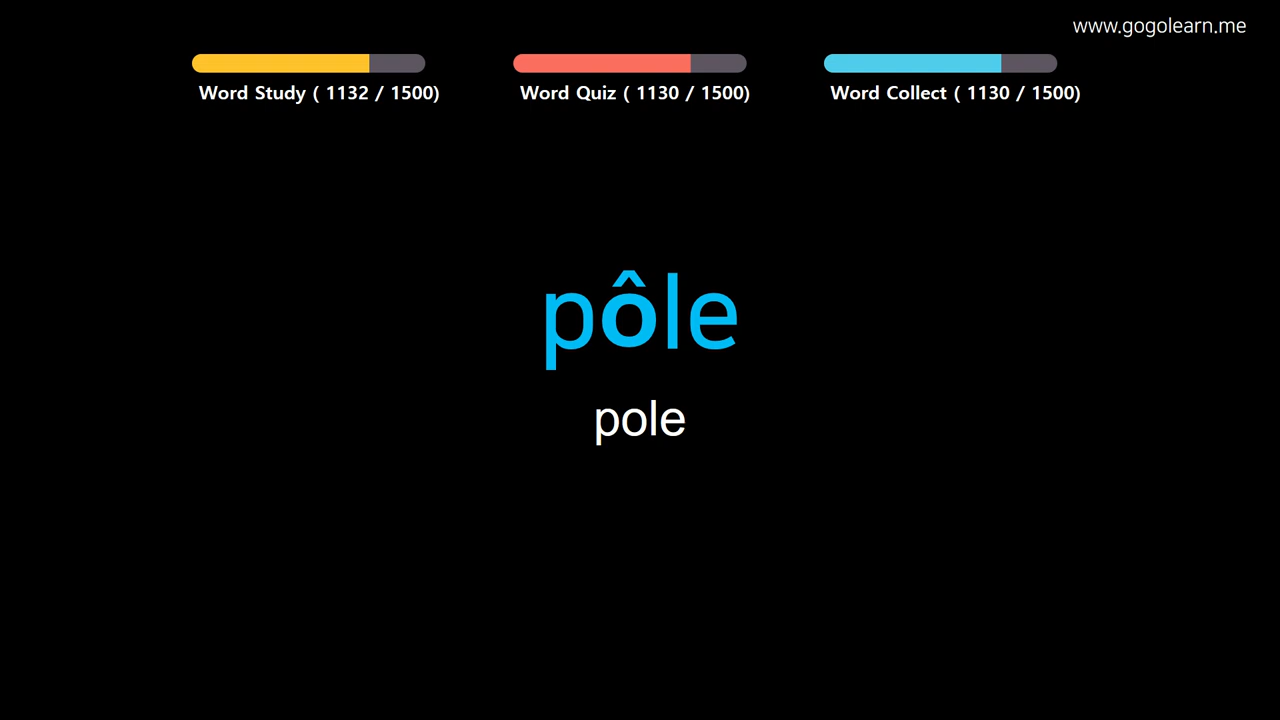 www.gogolearn.me
Word Study ( 1132 / 1500)
Word Quiz ( 1130 / 1500)
Word Collect ( 1130 / 1500)
pôle
pole